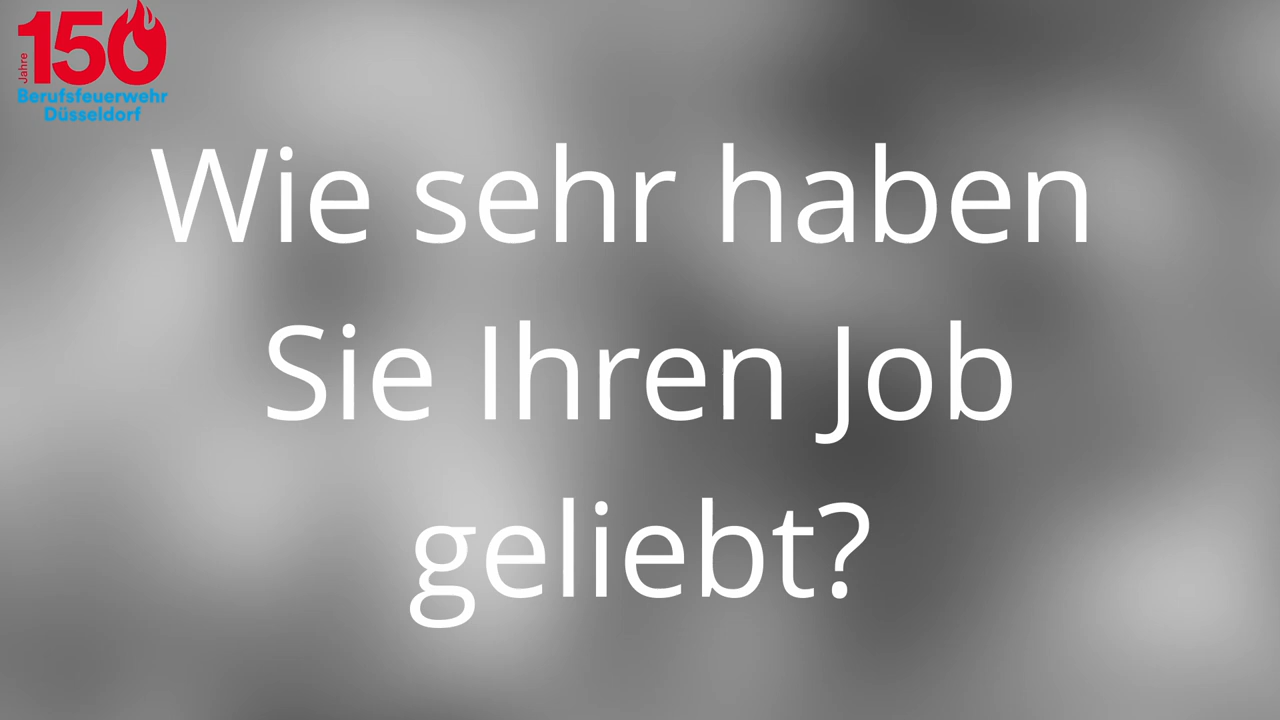 Jahre
150
Berufsfeuerwehr
Düsseldorf
Wie sehr haben
Sie Ihren Job
geliebt?